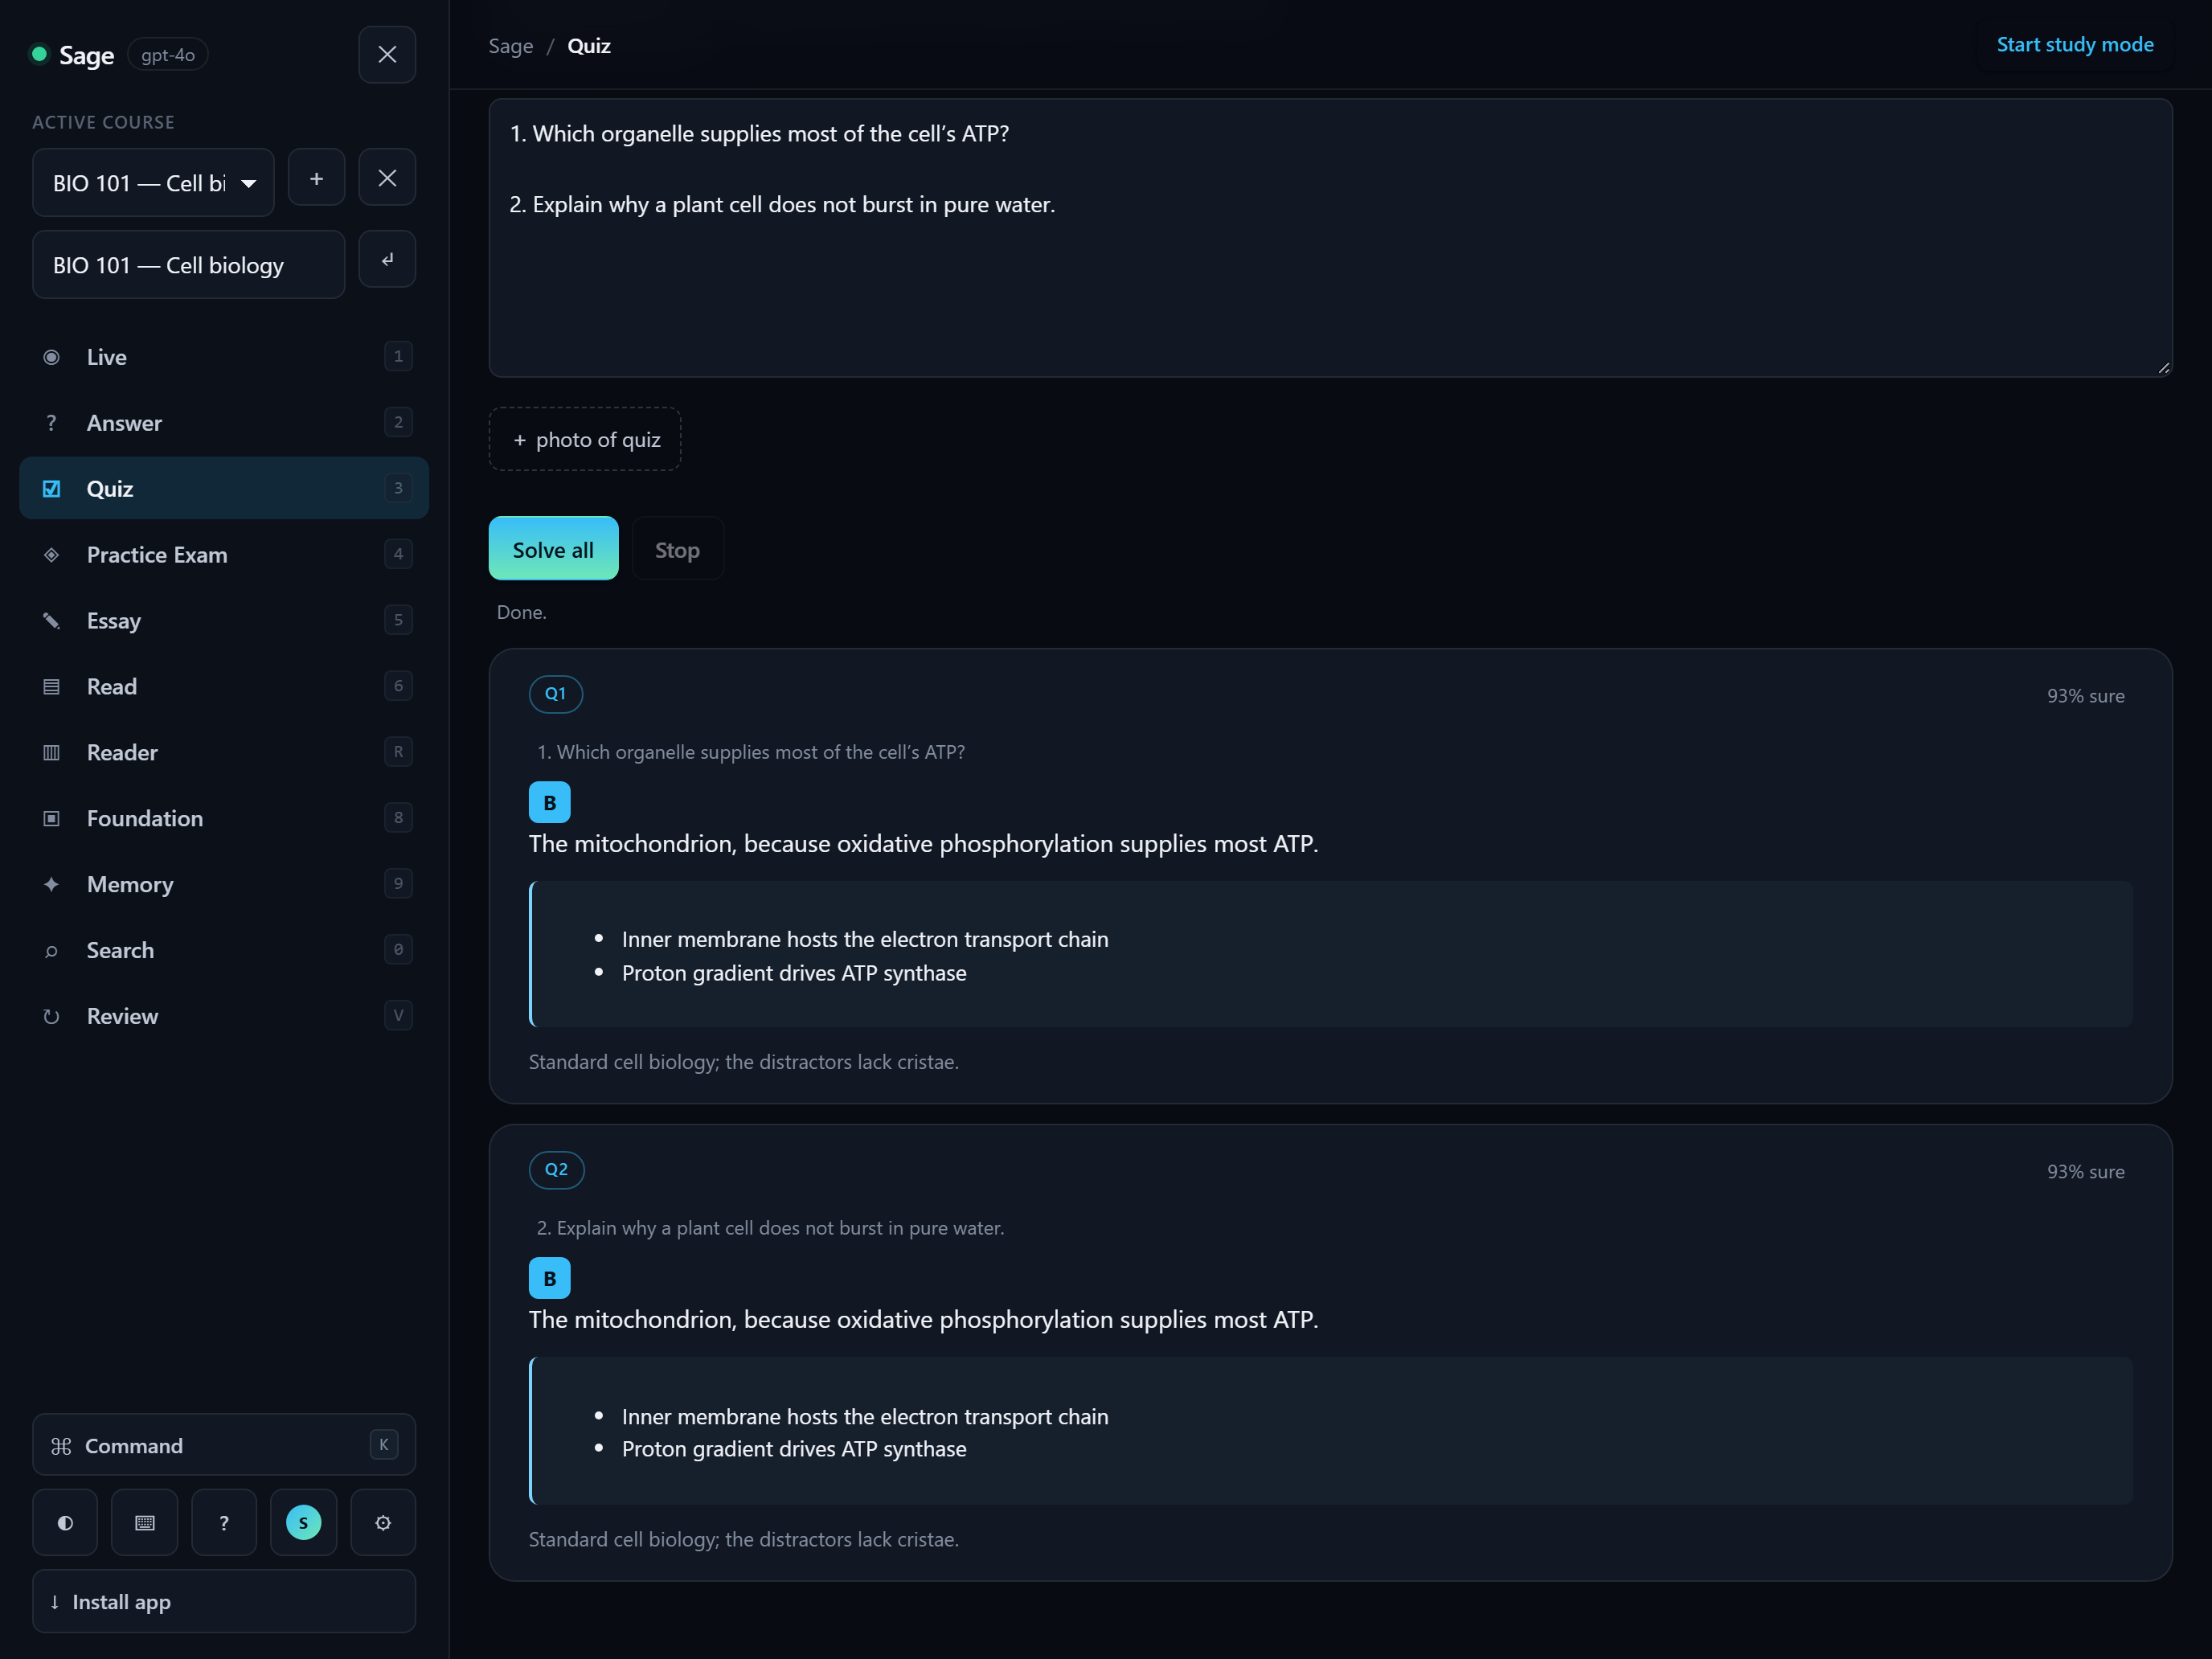 Sage gpt-4o
ACTIVE COURSE
BIO 101 — Cell bi
+
BIO 101 — Cell biology
↲
Live 1
? Answer 2
Quiz 3
Practice Exam 4
Essay 5
Read 6
Reader R
Foundation 8
Memory 9
Search 0
Review V
⌘ Command K
?
S
↓ Install app
Sage / Quiz
Start study mode
1. Which organelle supplies most of the cell’s ATP?
2. Explain why a plant cell does not burst in pure water.
+ photo of quiz
Solve all Stop
Done.
Q1 93% sure
1. Which organelle supplies most of the cell’s ATP?
B
The mitochondrion, because oxidative phosphorylation supplies most ATP.
• Inner membrane hosts the electron transport chain
• Proton gradient drives ATP synthase
Standard cell biology; the distractors lack cristae.
Q2 93% sure
2. Explain why a plant cell does not burst in pure water.
B
The mitochondrion, because oxidative phosphorylation supplies most ATP.
• Inner membrane hosts the electron transport chain
• Proton gradient drives ATP synthase
Standard cell biology; the distractors lack cristae.